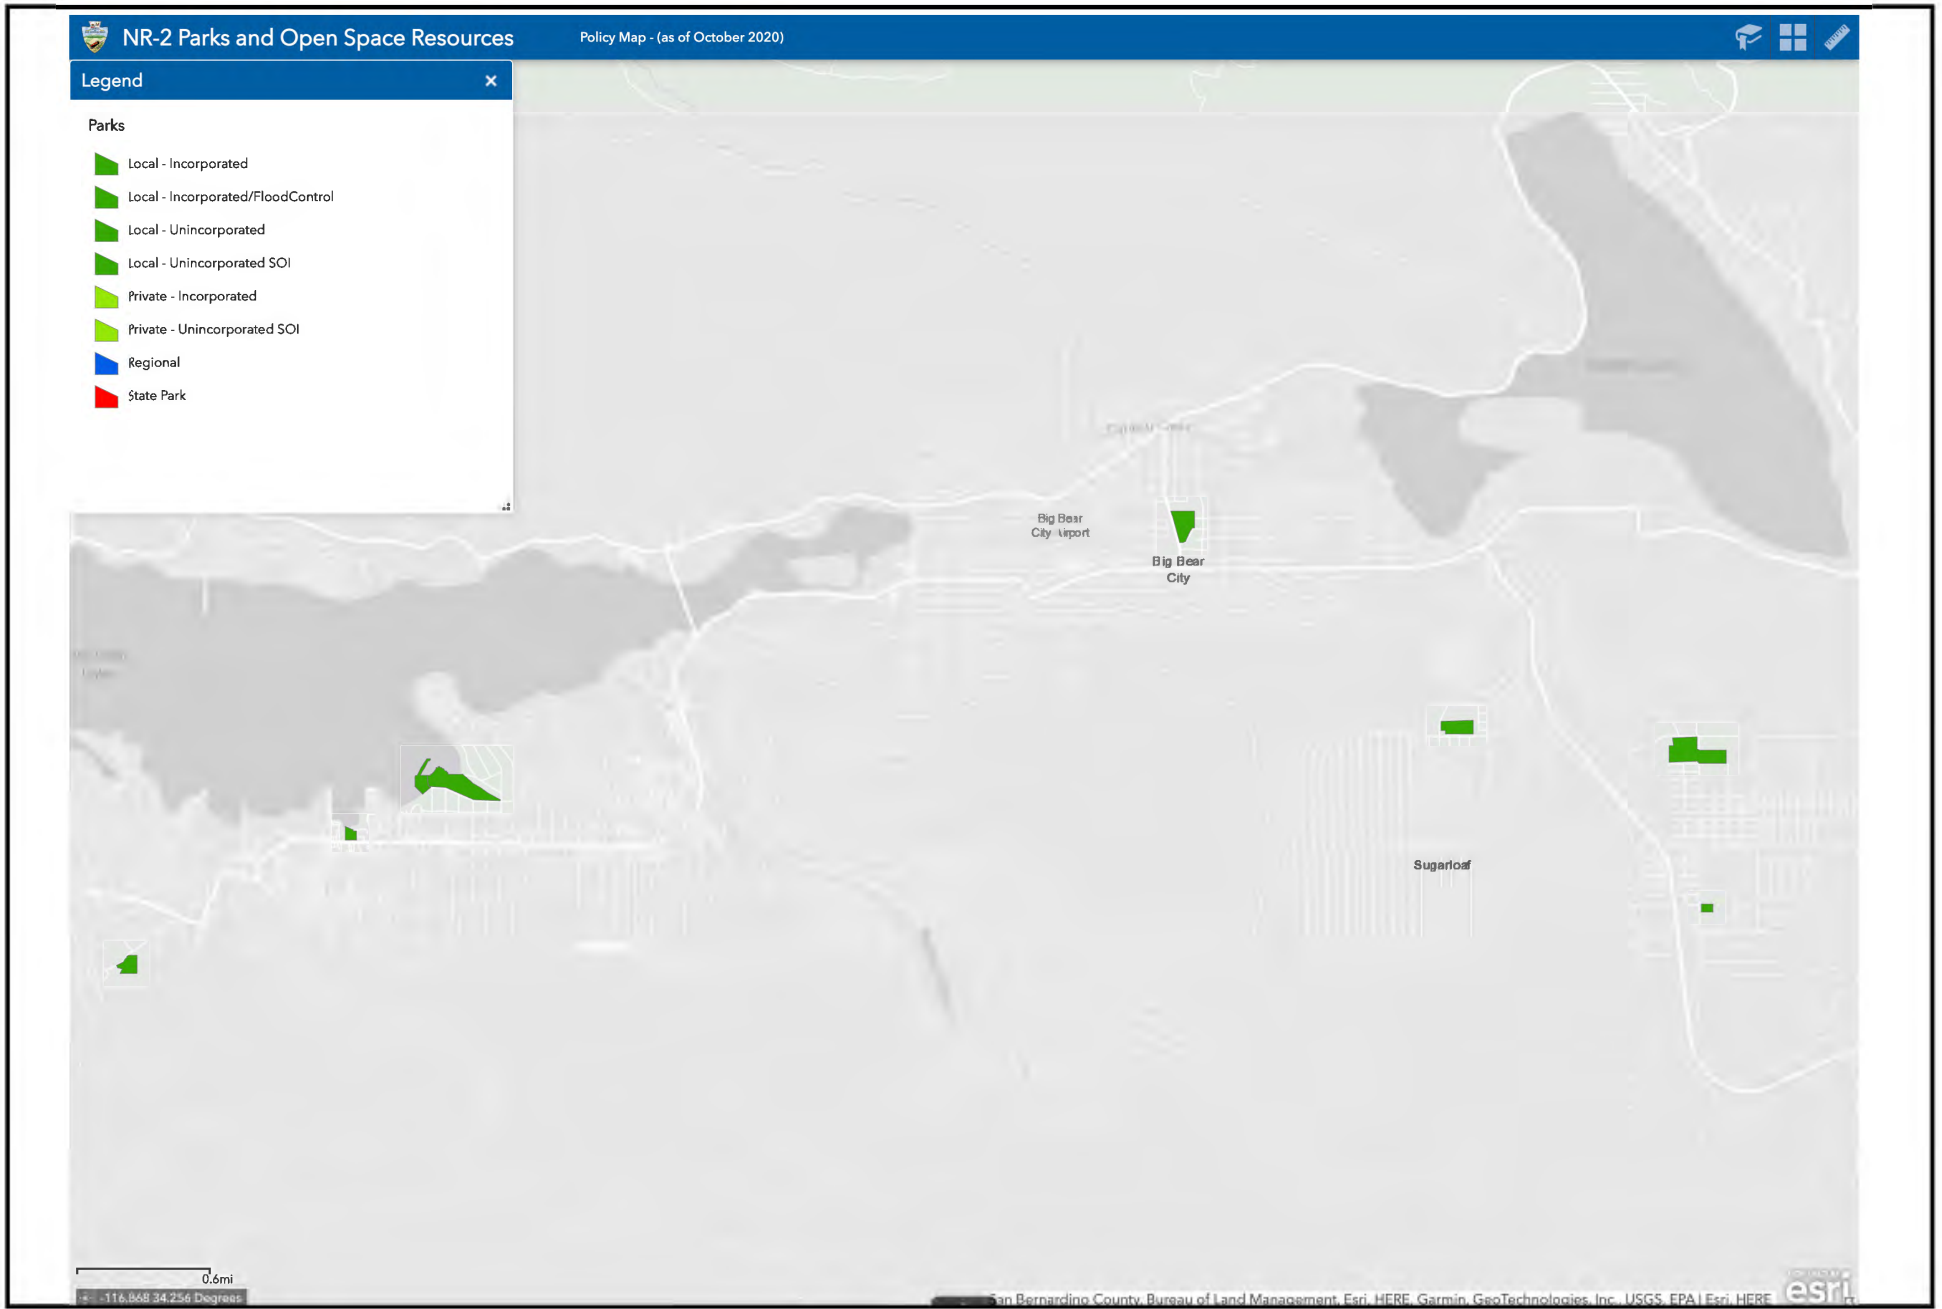 NR-2 Parks and Open Space Resources
Policy Map - (as of October 2020)
Legend
Parks
Local - Incorporated
Local - Incorporated/FloodControl
Local - Unincorporated
Local - Unincorporated SOI
Private - Incorporated
Private - Unincorporated SOI
Regional
State Park
Big Bear
City Airport
Big Bear
City
Sugarloaf
0.6mi
-116.868 34.256 Degrees
San Bernardino County, Bureau of Land Management, Esri, HERE, Garmin, GeoTechnologies, Inc., USGS, EPA | Esri, HERE
esri